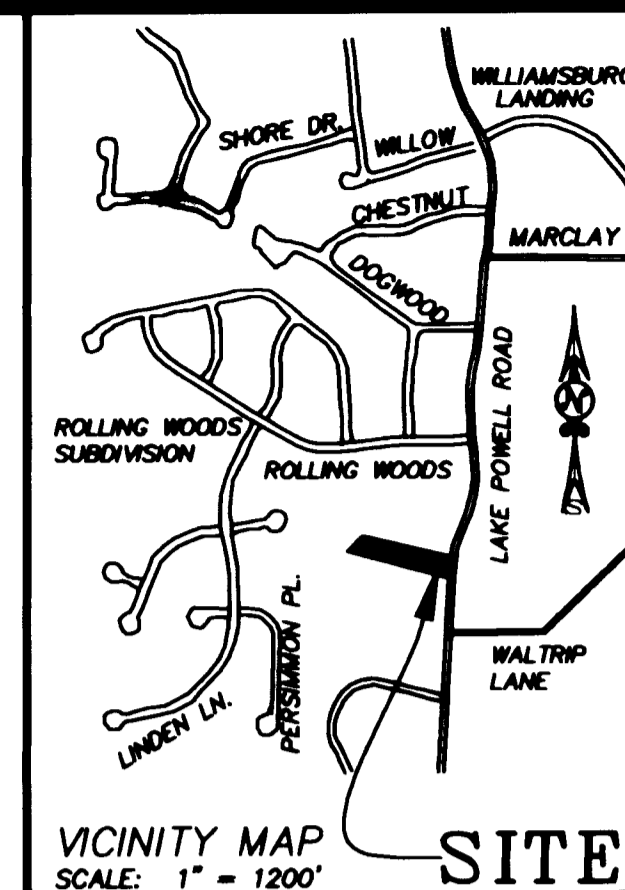 WILLIAMSBURG
LANDING
SHORE DR.
WILLOW
CHESTNUT
MARCLAY
DOGWOOD
N
LAKE POWELL ROAD
ROLLING WOODS
SUBDIVISION
ROLLING WOODS
S
PERSIMMON PL.
WALTRIP
LANE
LINDEN LN.
VICINITY MAP
SITE
SCALE: 1" = 1200'